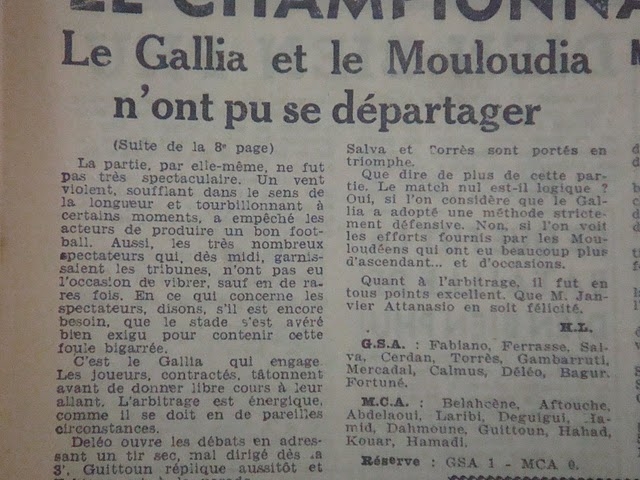 LE CHAMPIONNA
Le Gallia et le Mouloudia
n'ont pu se départager
(Suite de la 8e page)
La partie, par elle-même, ne fut
pas très spectaculaire. Un vent
violent, soufflant dans le sens de
la longueur et tourbillonnant à
certains moments, a empêché les
acteurs de produire un bon foot-
ball. Aussi, les très nombreux
spectateurs qui, dès midi, garnis-
saient les tribunes, n'ont pas eu
l'occasion de vibrer, sauf en de ra-
res fois. En ce qui concerne les
spectateurs, disons, s'il est encore
besoin, que le stade s'est avéré
bien exigu pour contenir cette
foule bigarrée.
C'est le Gallia qui engage.
Les joueurs, contractés, tâtonnent
avant de donner libre cours à leur
allant. L'arbitrage est énergique,
comme il se doit en de pareilles
circonstances.
Deléo ouvre les débats en adres-
sant un tir sec, mal dirigé dès la
3'. Guittoun réplique aussitôt et
Salva et Torrès sont portés en
triomphe.
Que dire de plus de cette par-
tie. Le match nul est-il logique ?
Oui, si l'on considère que le Gal-
lia a adopté une méthode stricte-
ment défensive. Non, si l'on voit
les efforts fournis par les Mou-
loudéens qui ont eu beaucoup plus
d'ascendant... et d'occasions.
Quant à l'arbitrage, il fut en
tous points excellent. Que M. Jan-
vier Attanasio en soit félicité.
H.L.
G.S.A. : Fabiano, Ferrasse, Sal-
va, Cerdan, Torrès, Gambarruti,
Mercadal, Calmus, Déléo, Bagur.
Fortuné.
M.C.A. : Belahcène, Aftouche,
Abdelaoui, Laribi, Deguigui, Ha-
mid, Dahmoune, Guittoun, Hahad,
Kouar, Hamadi.
Réserve : GSA 1 - MCA 0.